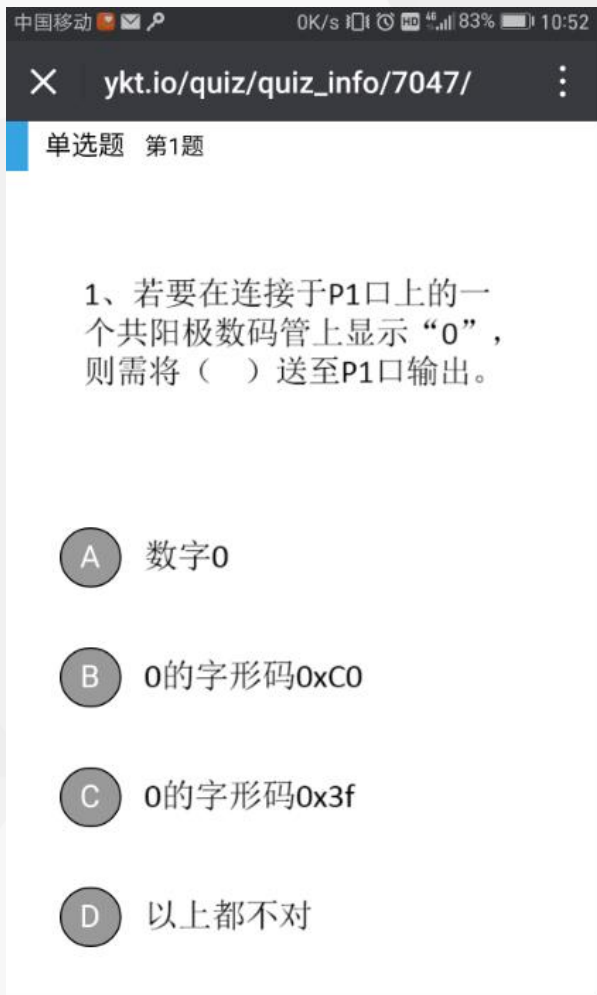 中国移动 0K/s HD 46 83% 10:52
ykt.io/quiz/quiz_info/7047/
单选题 第1题
1、若要在连接于P1口上的一
个共阳极数码管上显示“0”，
则需将（ ）送至P1口输出。
A 数字0
B 0的字形码0xC0
C 0的字形码0x3f
D 以上都不对